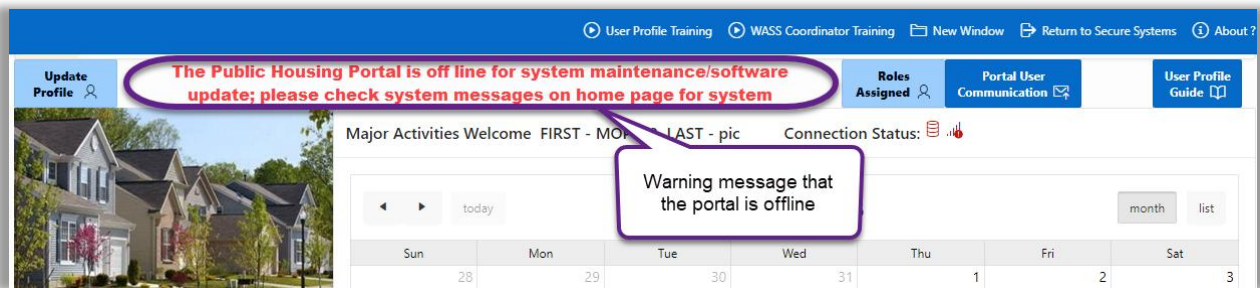 User Profile Training WASS Coordinator Training New Window Return to Secure Systems About ?
Update
Profile
The Public Housing Portal is off line for system maintenance/software
update; please check system messages on home page for system
Roles
Assigned
Portal User
Communication
User Profile
Guide
Major Activities Welcome FIRST - LAST - pic Connection Status:
Warning message that
the portal is offline
today
month list
Sun Mon Tue Wed Thu Fri Sat
28 29 30 31 1 2 3